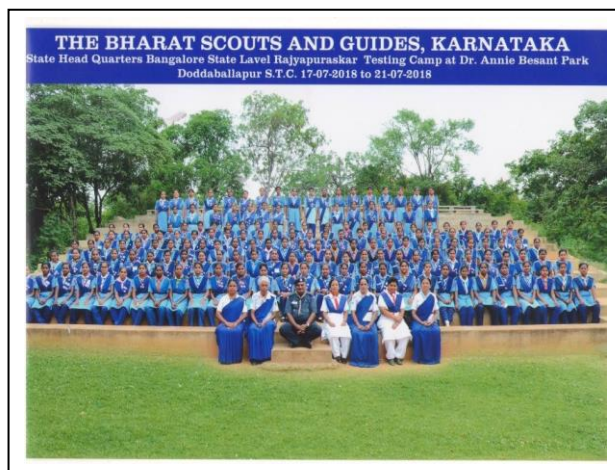 THE BHARAT SCOUTS AND GUIDES, KARNATAKA
State Head Quarters Bangalore State Lavel Rajyapuraskar Testing Camp at Dr. Annie Besant Park
Doddaballapur S.T.C. 17-07-2018 to 21-07-2018